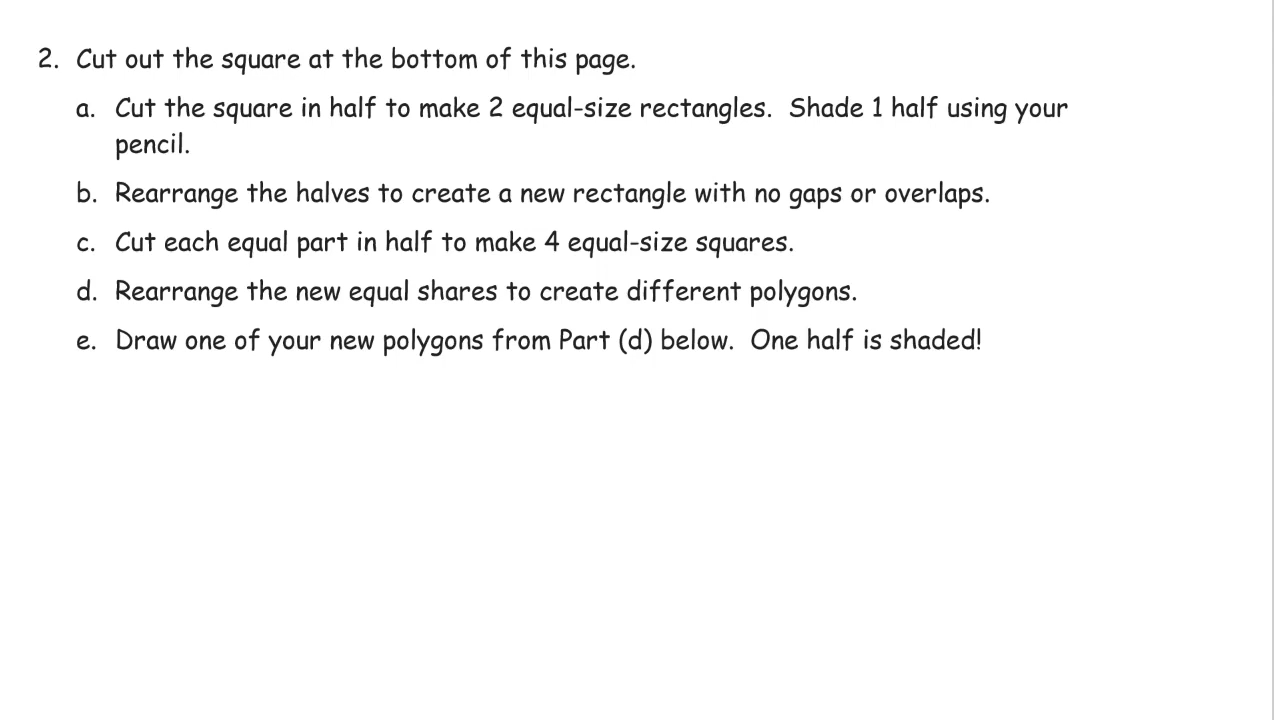 2. Cut out the square at the bottom of this page.
a. Cut the square in half to make 2 equal-size rectangles. Shade 1 half using your
pencil.
b. Rearrange the halves to create a new rectangle with no gaps or overlaps.
c. Cut each equal part in half to make 4 equal-size squares.
d. Rearrange the new equal shares to create different polygons.
e. Draw one of your new polygons from Part (d) below. One half is shaded!